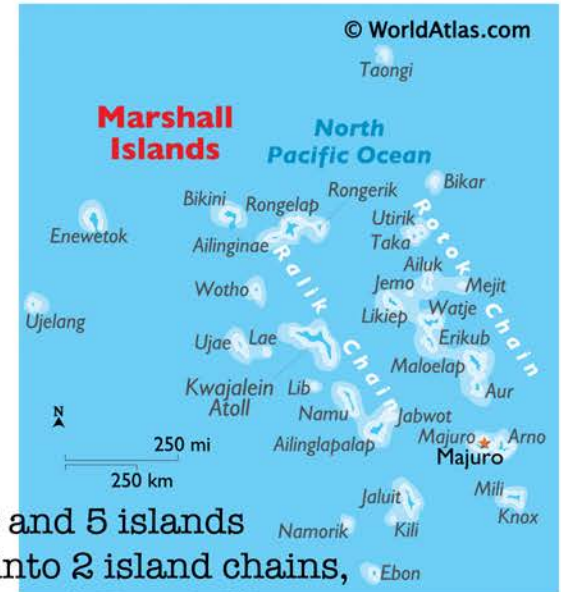 © WorldAtlas.com
Taongi
Marshall
Islands
North
Pacific Ocean
Rongerik
Bikar
Bikini
Rongelap
Utirik
Enewetok
Ailinginae
Taka
Rotok Chain
Ralik Chain
Ailuk
Wotho
Jemo
Mejit
Ujelang
Likiep
Watje
Ujae
Lae
Erikub
Maloelap
Kwajalein
Atoll
Lib
Aur
N
Namu
Jabwot
250 mi
Ailinglapalap
Majuro
Arno
Majuro
250 km
Jaluit
Mili
and 5 islands
Namorik
Kili
Knox
into 2 island chains,
Ebon